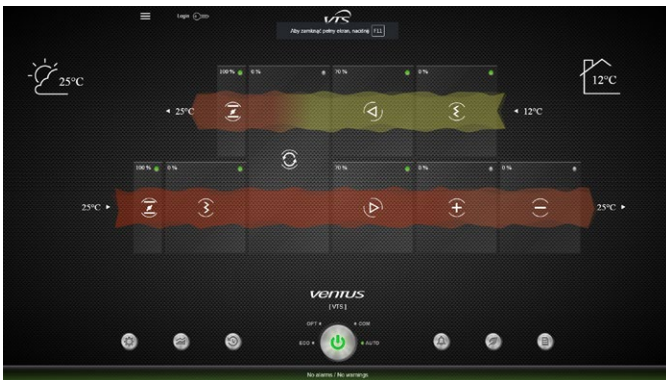 Login
VTS
Aby zamknąć pełny ekran, naciśnij F11
25°C
12°C
100 % 0 % 70 % 0 %
25°C
12°C
100 % 0 % 70 % 0 % 0 %
25°C
25°C
VENTUS
[ VTS ]
OFF COM
ECO AUTO
No alarms / No warnings